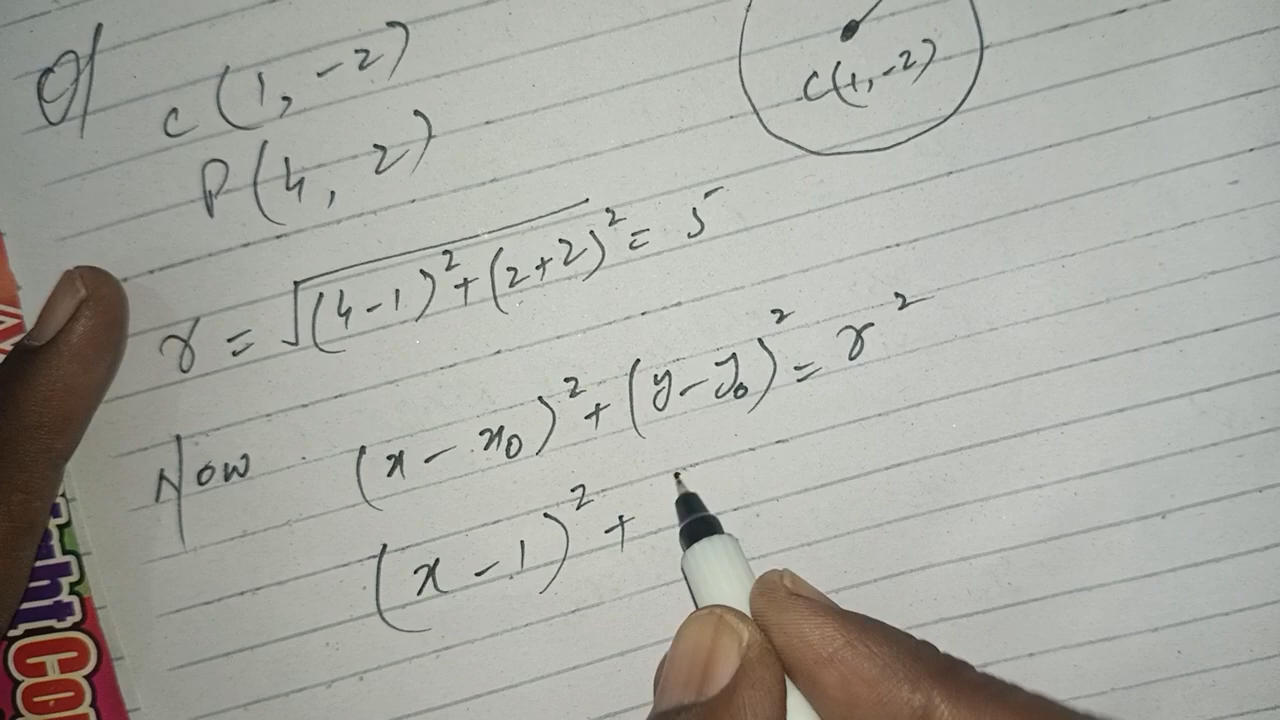 C(1, -2)
C(1, -2)
P(4, 2)
r = √((4-1)² + (2+2)²) = 5
Now (x - x₀)² + (y - y₀)² = r²
(x - 1)² +